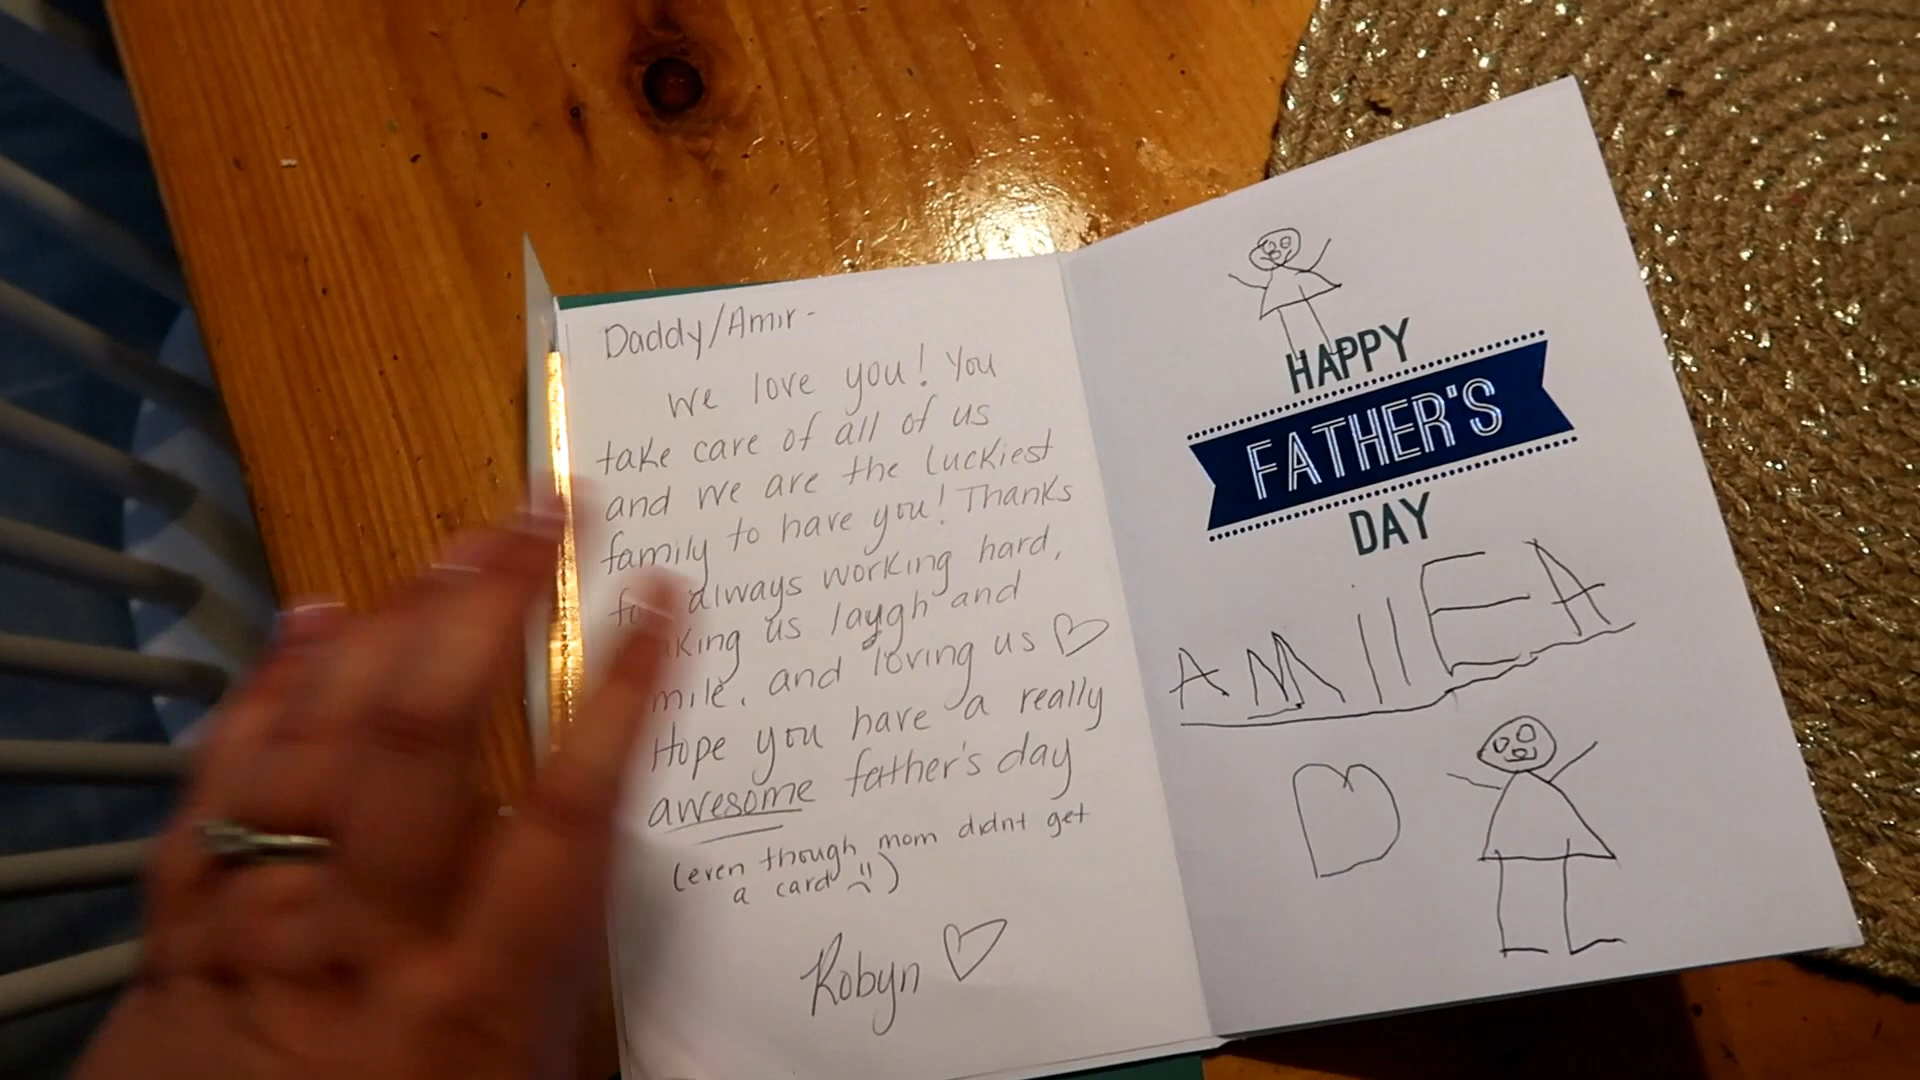 Daddy/Amir-
We love you! You
take care of all of us
and we are the luckiest
family to have you! Thanks
always working hard,
us laugh and
and loving us
Hope you have a really
awesome father's day
(even though mom didnt get
a card )
Robyn
HAPPY
FATHER'S
DAY
AMilEA